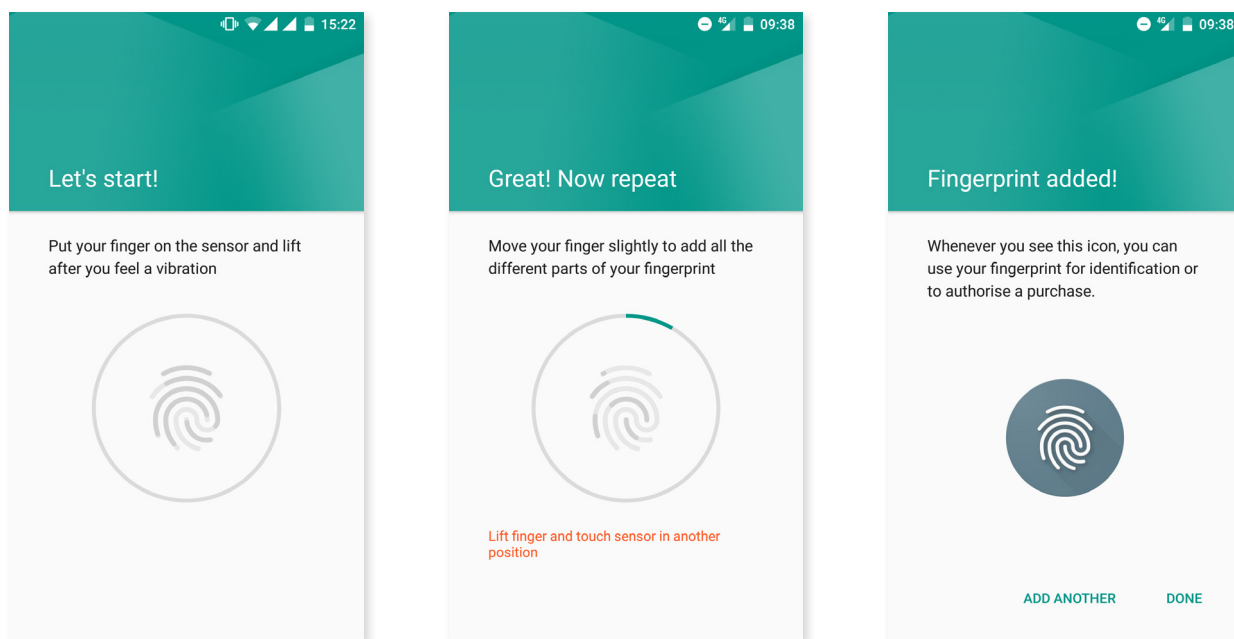 15:22
Let's start!
Put your finger on the sensor and lift
after you feel a vibration
4G 09:38
Great! Now repeat
Move your finger slightly to add all the
different parts of your fingerprint
Lift finger and touch sensor in another
position
4G 09:38
Fingerprint added!
Whenever you see this icon, you can
use your fingerprint for identification or
to authorise a purchase.
ADD ANOTHER DONE